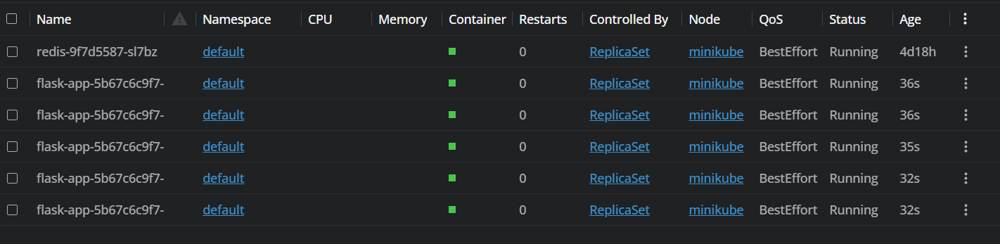 Name Namespace CPU Memory Container Restarts Controlled By Node QoS Status Age
redis-9f7d5587-sl7bz default 0 ReplicaSet minikube BestEffort Running 4d18h
flask-app-5b67c6c9f7- default 0 ReplicaSet minikube BestEffort Running 36s
flask-app-5b67c6c9f7- default 0 ReplicaSet minikube BestEffort Running 36s
flask-app-5b67c6c9f7- default 0 ReplicaSet minikube BestEffort Running 35s
flask-app-5b67c6c9f7- default 0 ReplicaSet minikube BestEffort Running 32s
flask-app-5b67c6c9f7- default 0 ReplicaSet minikube BestEffort Running 32s